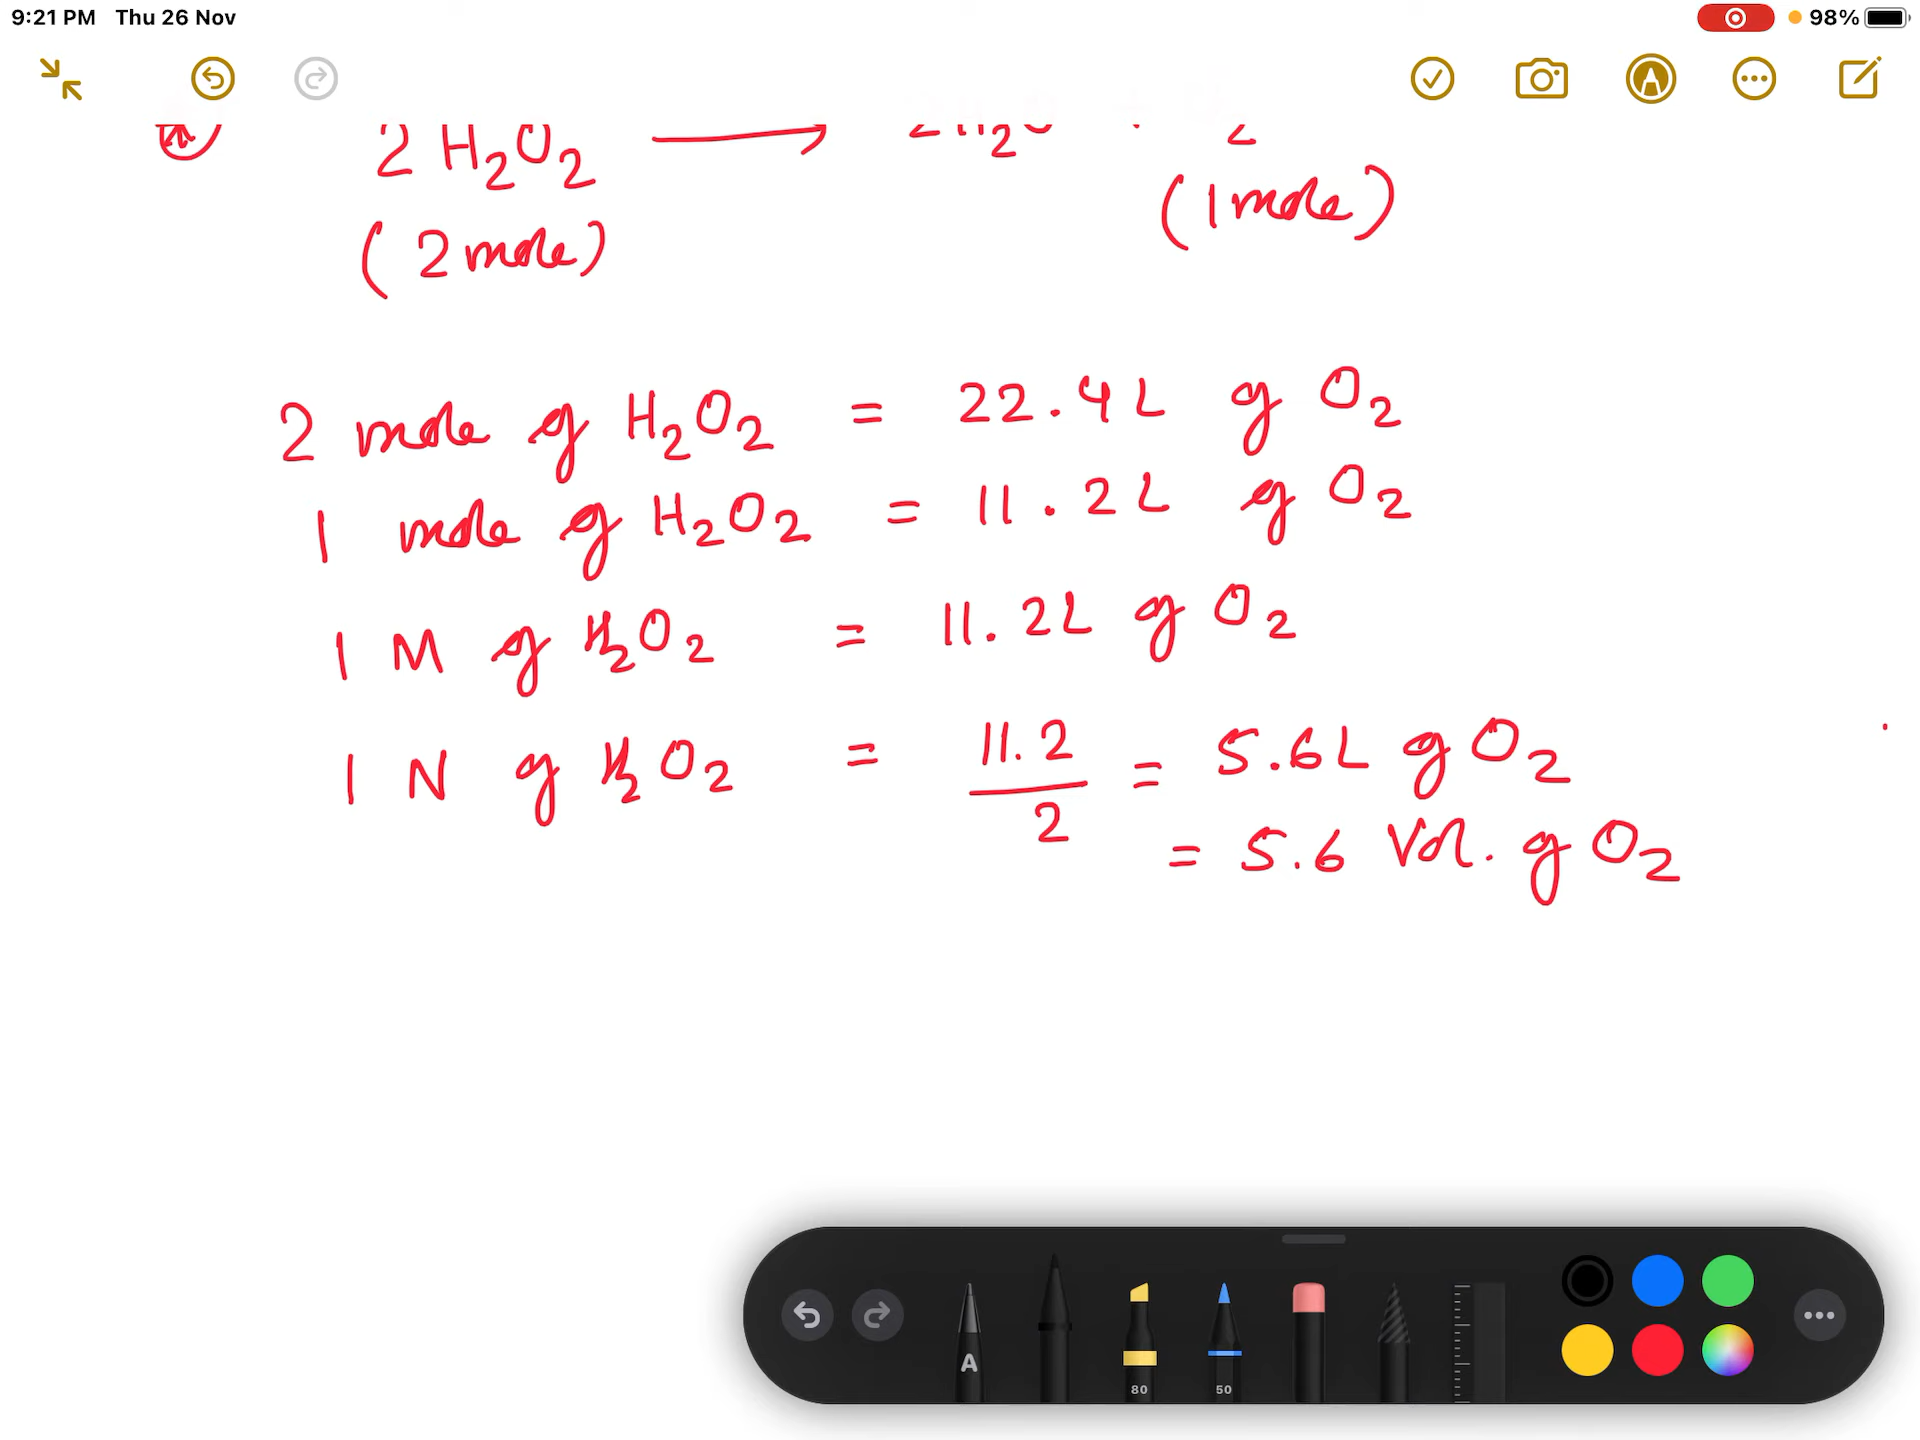 9:21 PM Thu 26 Nov 98%
2 H₂O₂ ⟶ 2H₂O + O₂
(2 mole) (1 mole)
2 mole of H₂O₂ = 22.4 L of O₂
1 mole of H₂O₂ = 11.2 L of O₂
1 M of H₂O₂ = 11.2 L of O₂
1 N of H₂O₂ = 11.2/2 = 5.6 L of O₂
= 5.6 Vol. of O₂
A 80 50